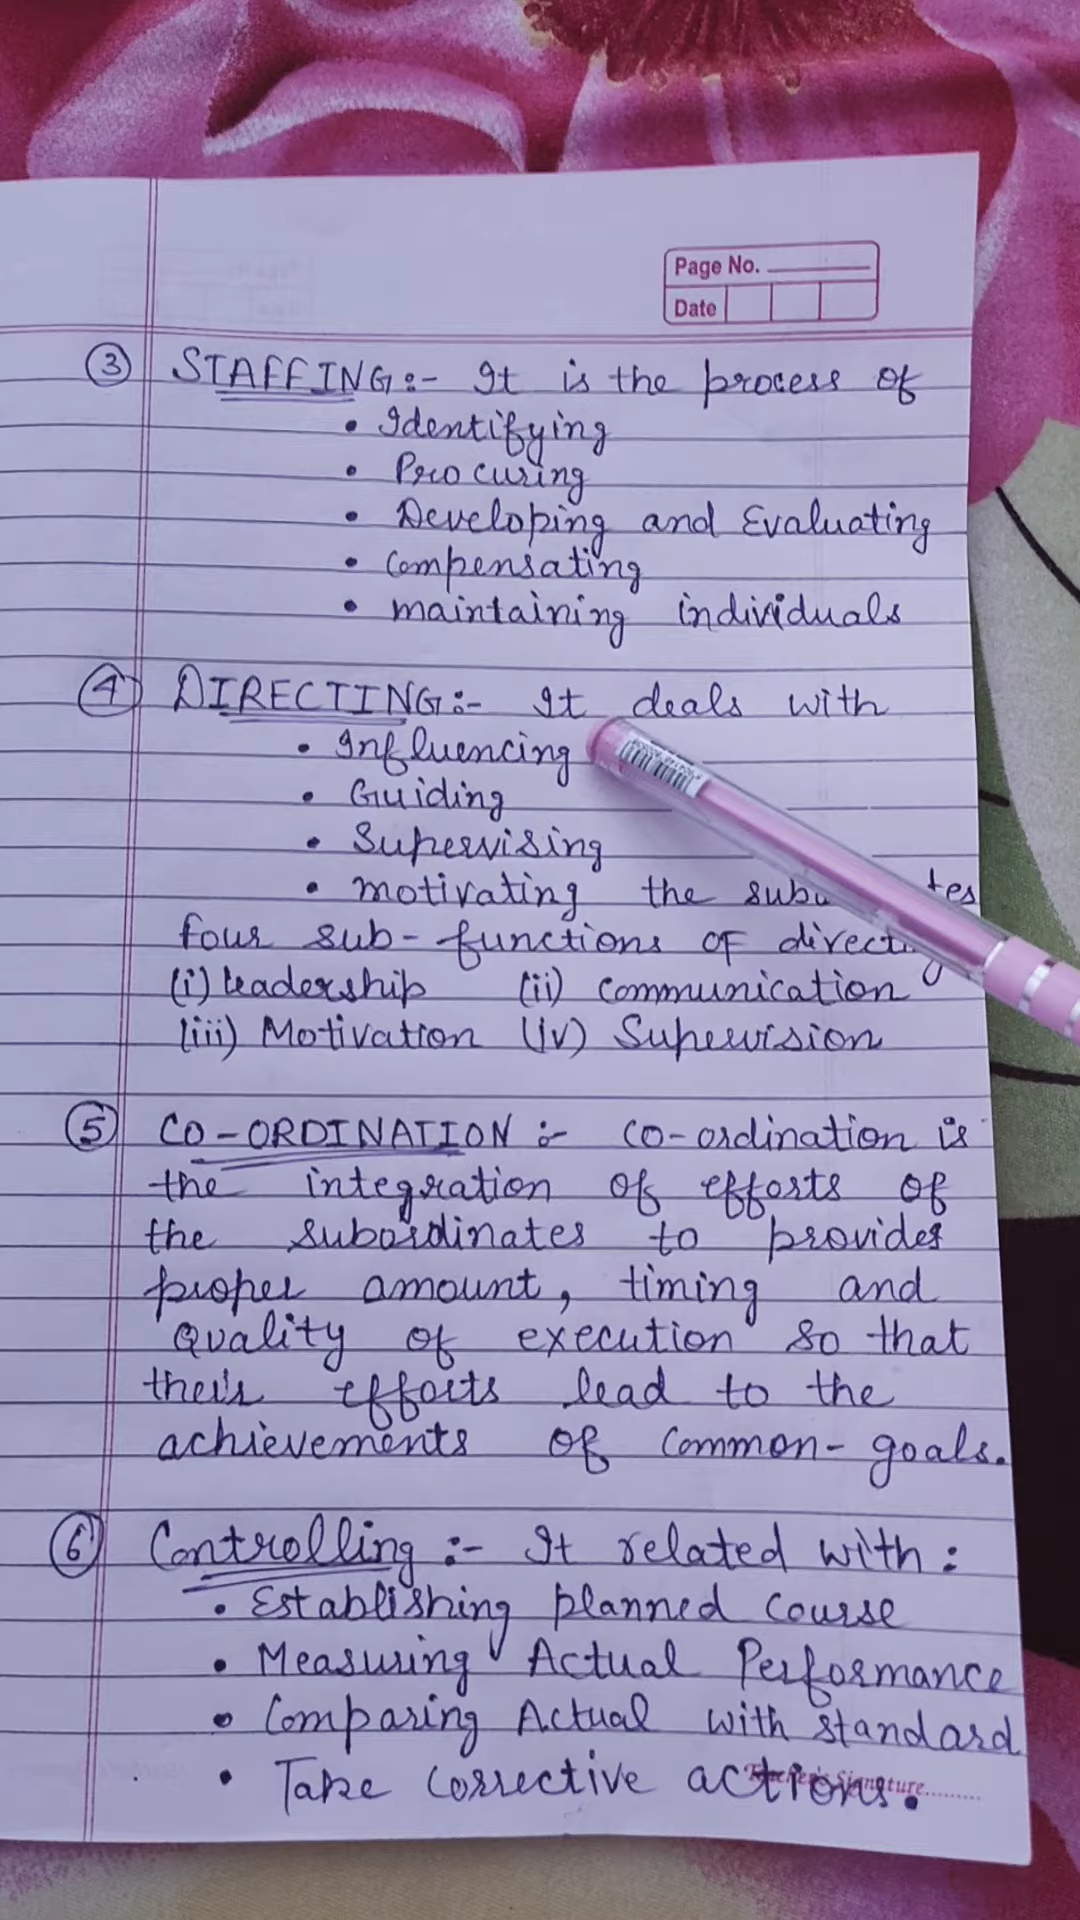 Page No.
Date
③ STAFFING:- It is the process of
• Identifying
• Procuring
• Developing and Evaluating
• Compensating
• maintaining individuals
④ DIRECTING:- It deals with
• Influencing
• Guiding
• Supervising
• motivating the
four sub-functions of
(i) leadership (ii) communication
(iii) Motivation (iv) Supervision
⑤ CO-ORDINATION :- co-ordination is
the integration of efforts of
the subordinates to provides
proper amount, timing and
Quality of execution so that
their efforts lead to the
achievements of common-goals.
⑥ Controlling :- It related with:
• Establishing planned course
• Measuring Actual Performance
• Comparing Actual with standard
• Take corrective actions.
Teacher's Signature..........